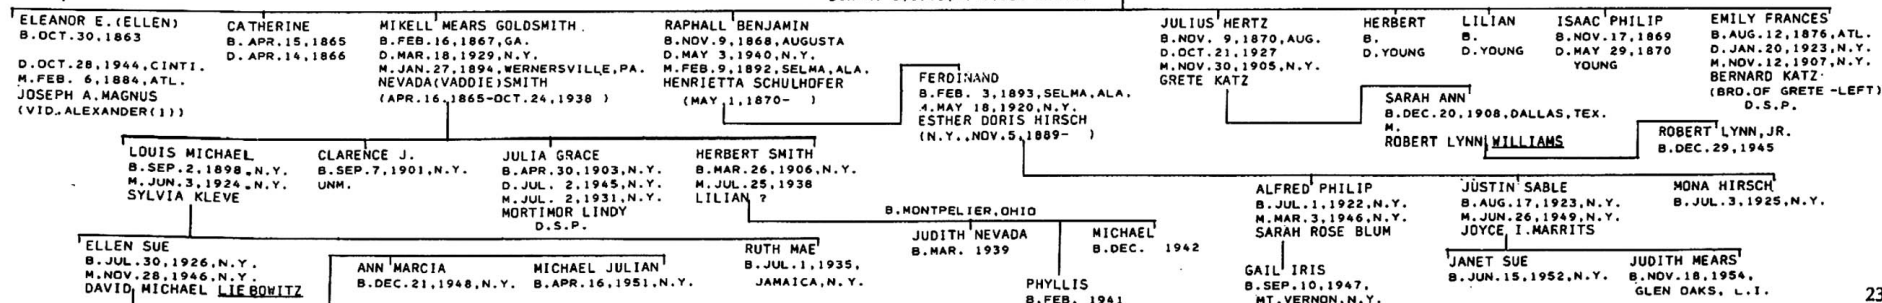 ELEANOR E. (ELLEN)
B.OCT.30,1863
D.OCT.28,1944,CINTI.
M.FEB. 6,1884,ATL.
JOSEPH A.MAGNUS
(VID.ALEXANDER(1))
CATHERINE
B. APR.15,1865
D. APR.14,1866
MIKELL MEARS GOLDSMITH
B.FEB.16,1867,GA.
D.MAR.18,1929,N.Y.
M.JAN.27,1894,WERNERSVILLE,PA.
NEVADA(VADDIE)SMITH
(APR.16,1865-OCT.24,1938 )
RAPHALL BENJAMIN
B.NOV.9,1868,AUGUSTA
D.MAY 3,1940,N.Y.
M.FEB.9,1892,SELMA,ALA.
HENRIETTA SCHULHOFER
(MAY 1,1870- )
FERDINAND
B.FEB. 3,1893,SELMA,ALA.
M.MAY 18,1920,N.Y.
ESTHER DORIS HIRSCH
(N.Y.,NOV.5,1889- )
JULIUS HERTZ
B.NOV. 9,1870,AUG.
D.OCT.21,1927
M.NOV.30,1905,N.Y.
GRETE KATZ
HERBERT
B.
D.YOUNG
LILIAN
B.
D.YOUNG
ISAAC PHILIP
B.NOV.17,1869
D.MAY 29,1870
YOUNG
EMILY FRANCES
B.AUG.12,1876,ATL.
D.JAN.20,1923,N.Y.
M.NOV.12,1907,N.Y.
BERNARD KATZ
(BRO.OF GRETE -LEFT)
D.S.P.
SARAH ANN
B.DEC.20,1908,DALLAS,TEX.
M.
ROBERT LYNN WILLIAMS
ROBERT LYNN,JR.
B.DEC.29,1945
LOUIS MICHAEL
B.SEP.2,1898,N.Y.
M.JUN.3,1924,N.Y.
SYLVIA KLEVE
CLARENCE J.
B.SEP.7,1901,N.Y.
UNM.
JULIA GRACE
B.APR.30,1903,N.Y.
D.JUL. 2,1945,N.Y.
M.JUL. 2,1931,N.Y.
MORTIMOR LINDY
D.S.P.
HERBERT SMITH
B.MAR.26,1906,N.Y.
M.JUL.25,1938
LILIAN ?
ALFRED PHILIP
B.JUL.1,1922,N.Y.
M.MAR.3,1946,N.Y.
SARAH ROSE BLUM
JUSTIN SABLE
B.AUG.17,1923,N.Y.
M.JUN.26,1949,N.Y.
JOYCE I.MARRITS
MONA HIRSCH
B.JUL.3,1925,N.Y.
B.MONTPELIER,OHIO
ELLEN SUE
B.JUL.30,1926,N.Y.
M.NOV.28,1946,N.Y.
DAVID MICHAEL LIEBOWITZ
ANN MARCIA
B.DEC.21,1948,N.Y.
MICHAEL JULIAN
B.APR.16,1951,N.Y.
RUTH MAE
B.JUL.1,1935,
JAMAICA,N.Y.
JUDITH NEVADA
B.MAR. 1939
PHYLLIS
B.FEB. 1941
MICHAEL
B.DEC. 1942
GAIL IRIS
B.SEP.10,1947,
MT.VERNON,N.Y.
JANET SUE
B.JUN.15,1952,N.Y.
JUDITH MEARS
B.NOV.18,1954,
GLEN OAKS, L.I.
23